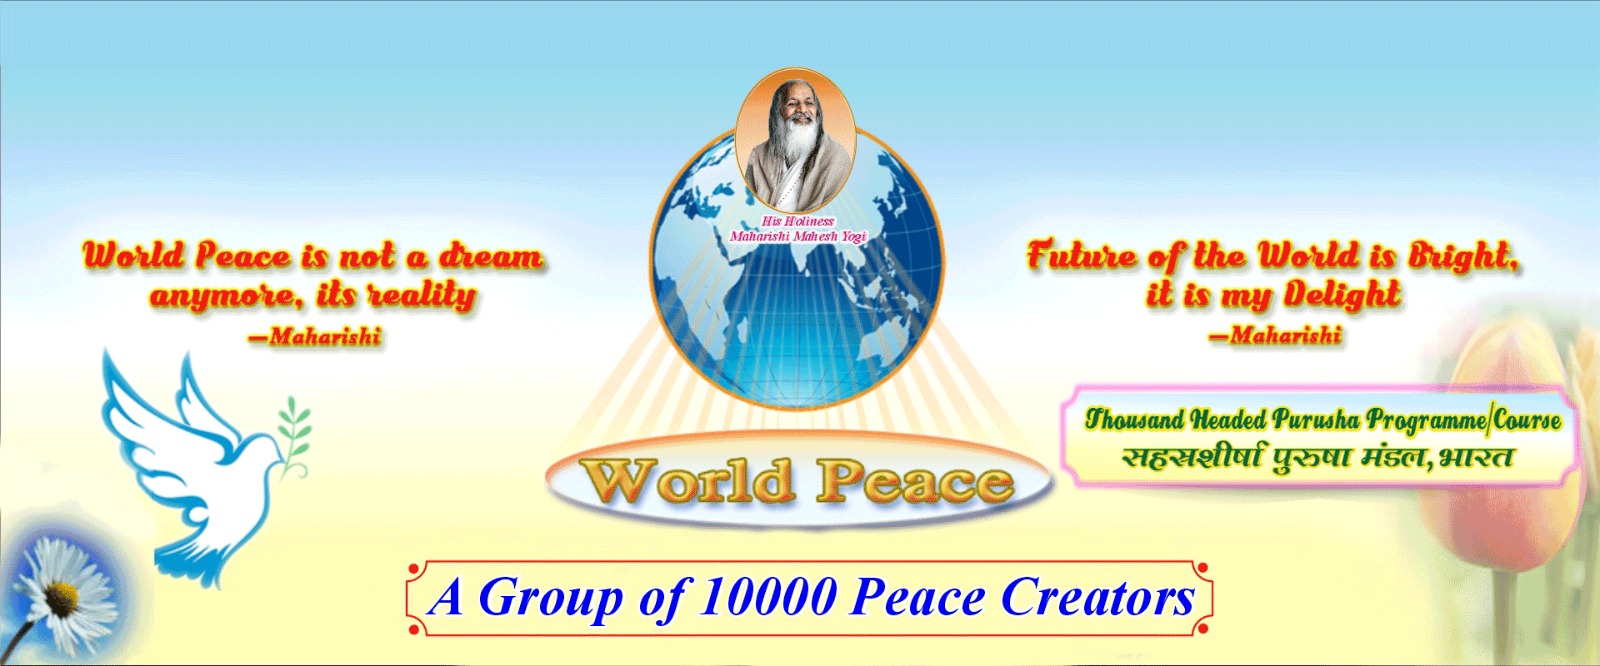 His Holiness
Maharishi Mahesh Yogi
World Peace is not a dream
anymore, its reality
—Maharishi
Future of the World is Bright,
it is my Delight
—Maharishi
Thousand Headed Purusha Programme/Course
सहस्रशीर्षा पुरुषा मंडल, भारत
World Peace
A Group of 10000 Peace Creators